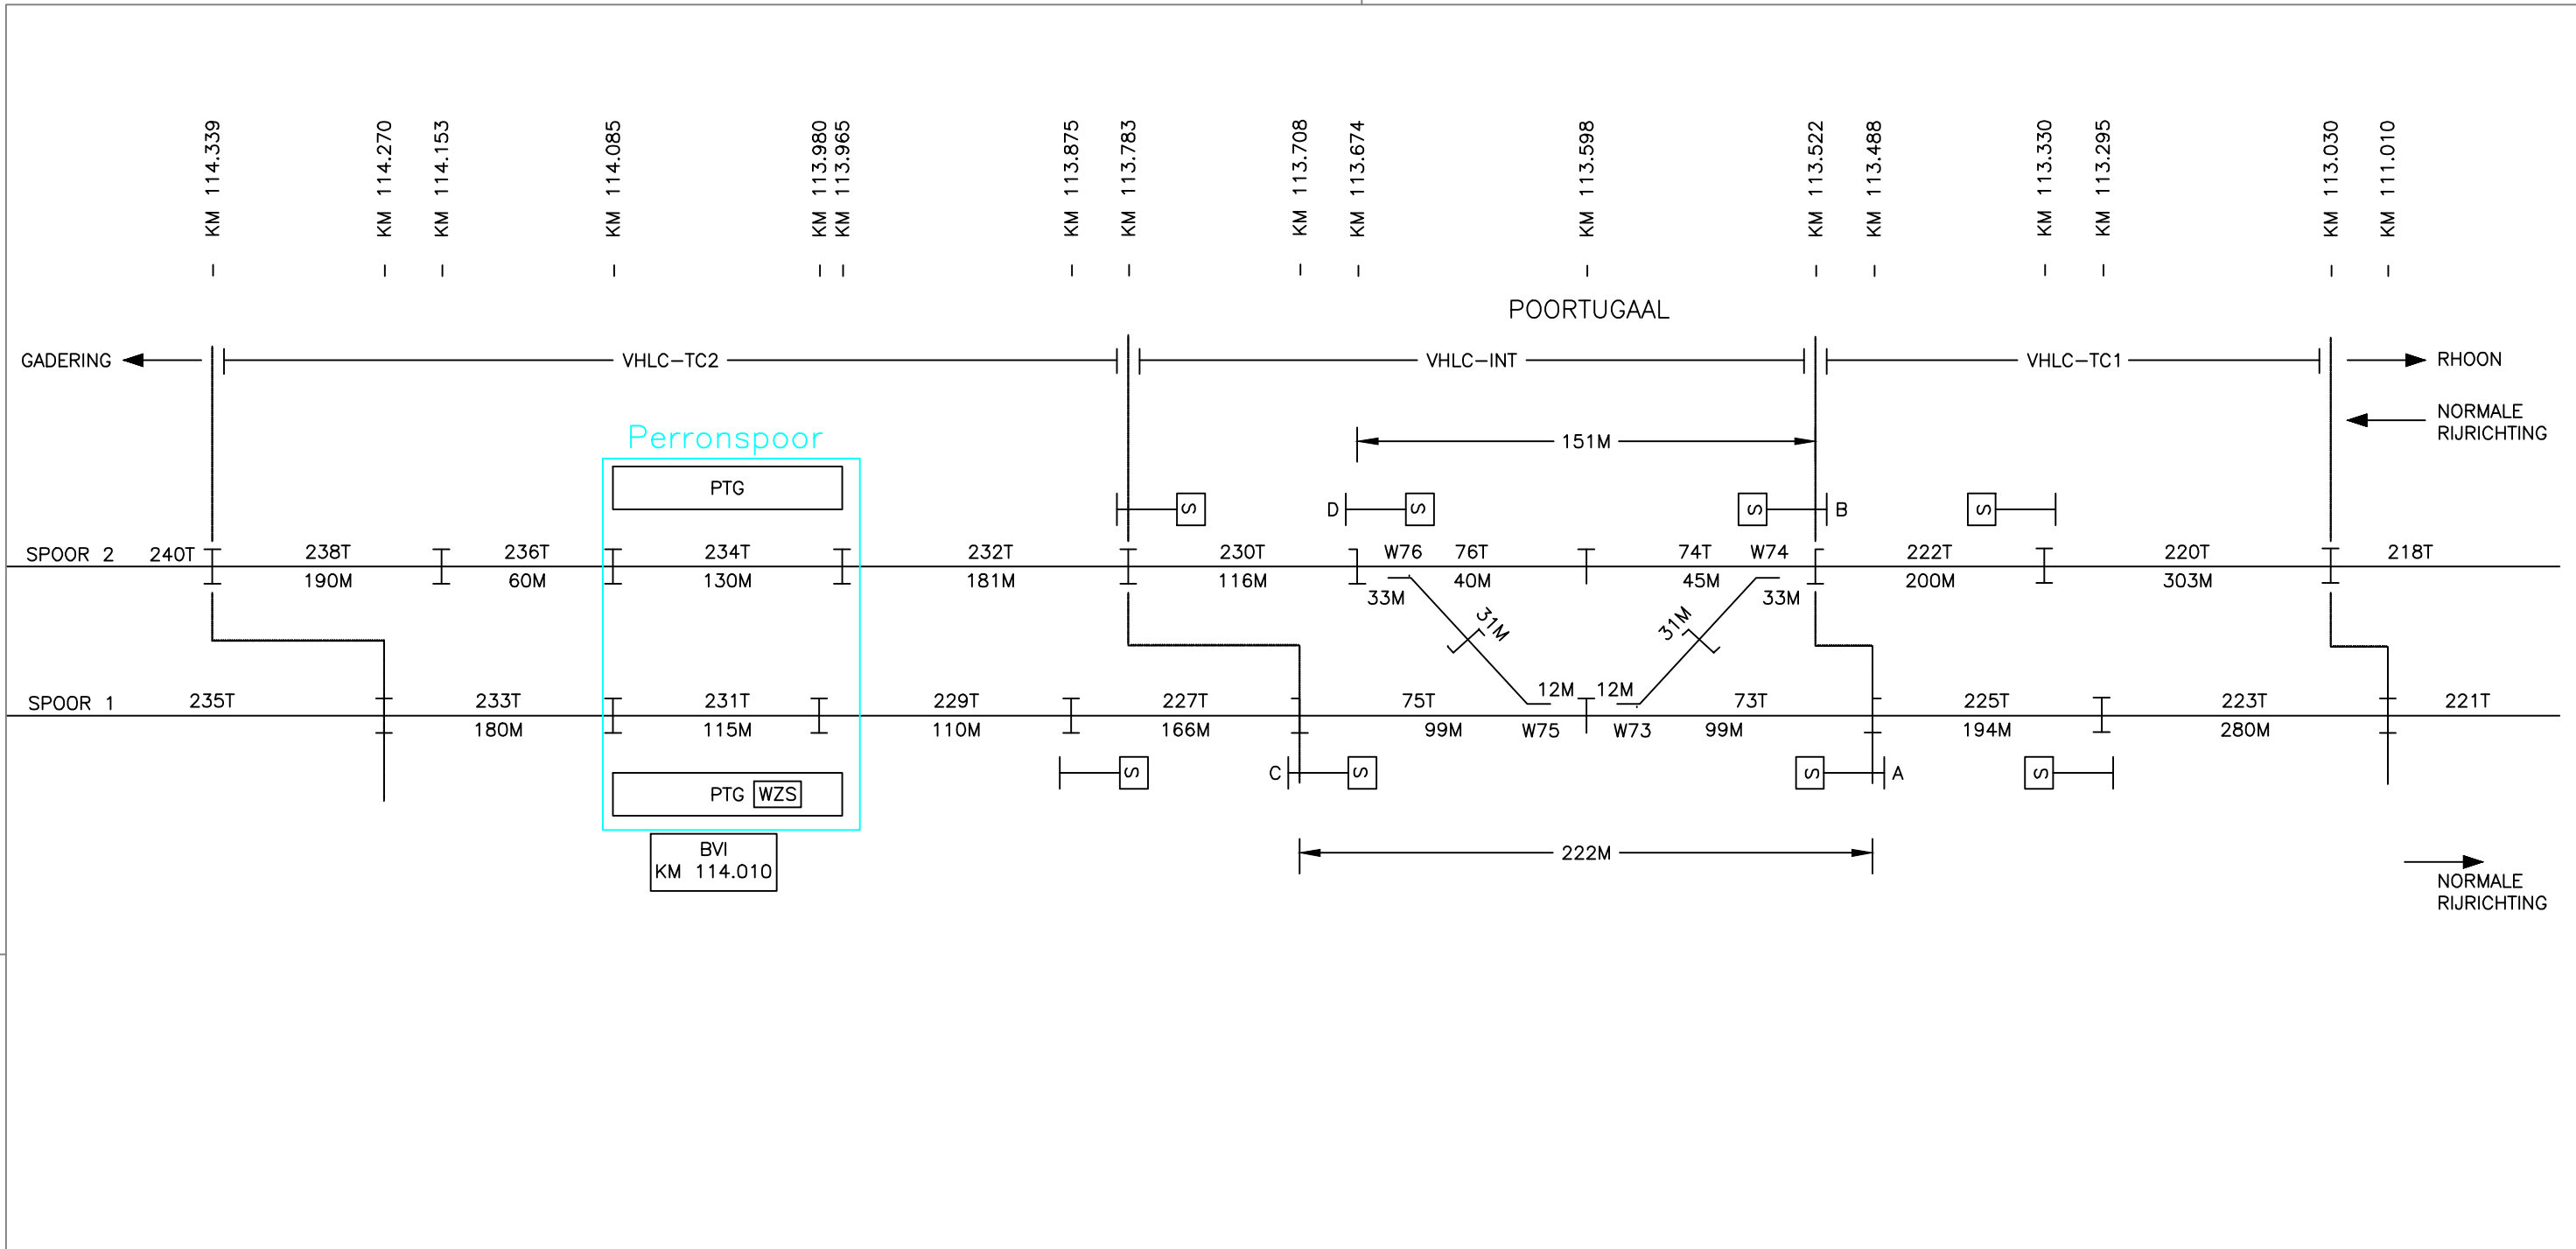 KM 114.339
KM 114.270
KM 114.153
KM 114.085
KM 113.980
KM 113.965
KM 113.875
KM 113.783
KM 113.708
KM 113.674
KM 113.598
KM 113.522
KM 113.488
KM 113.330
KM 113.295
KM 113.030
KM 111.010
POORTUGAAL
GADERING
VHLC-TC2
VHLC-INT
VHLC-TC1
RHOON
NORMALE
RIJRICHTING
Perronspoor
151M
PTG
S
D
S
S
B
S
SPOOR 2
240T
238T
236T
234T
232T
230T
W76
76T
74T
W74
222T
220T
218T
190M
60M
130M
181M
116M
33M
40M
45M
33M
200M
303M
31M
31M
SPOOR 1
235T
233T
231T
229T
227T
75T
12M
12M
73T
225T
223T
221T
180M
115M
110M
166M
99M
W75
W73
99M
194M
280M
S
C
S
S
A
S
PTG
WZS
BVI
KM 114.010
222M
NORMALE
RIJRICHTING